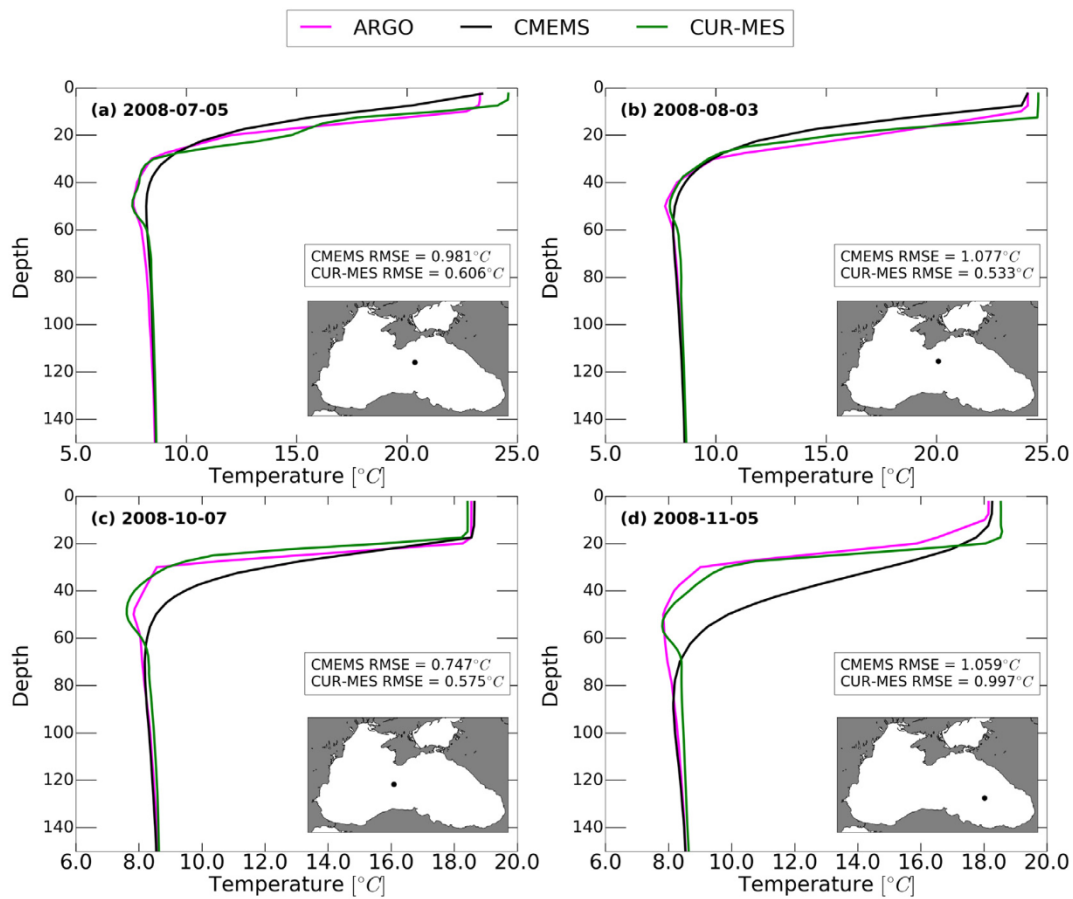 ARGO CMEMS CUR-MES
(a) 2008-07-05
0
20
40
60
80
100
120
140
Depth
CMEMS RMSE = 0.981°C
CUR-MES RMSE = 0.606°C
5.0 10.0 15.0 20.0 25.0
Temperature [°C]
(b) 2008-08-03
0
20
40
60
80
100
120
140
Depth
CMEMS RMSE = 1.077°C
CUR-MES RMSE = 0.533°C
5.0 10.0 15.0 20.0 25.0
Temperature [°C]
(c) 2008-10-07
0
20
40
60
80
100
120
140
Depth
CMEMS RMSE = 0.747°C
CUR-MES RMSE = 0.575°C
6.0 8.0 10.0 12.0 14.0 16.0 18.0 20.0
Temperature [°C]
(d) 2008-11-05
0
20
40
60
80
100
120
140
Depth
CMEMS RMSE = 1.059°C
CUR-MES RMSE = 0.997°C
6.0 8.0 10.0 12.0 14.0 16.0 18.0 20.0
Temperature [°C]